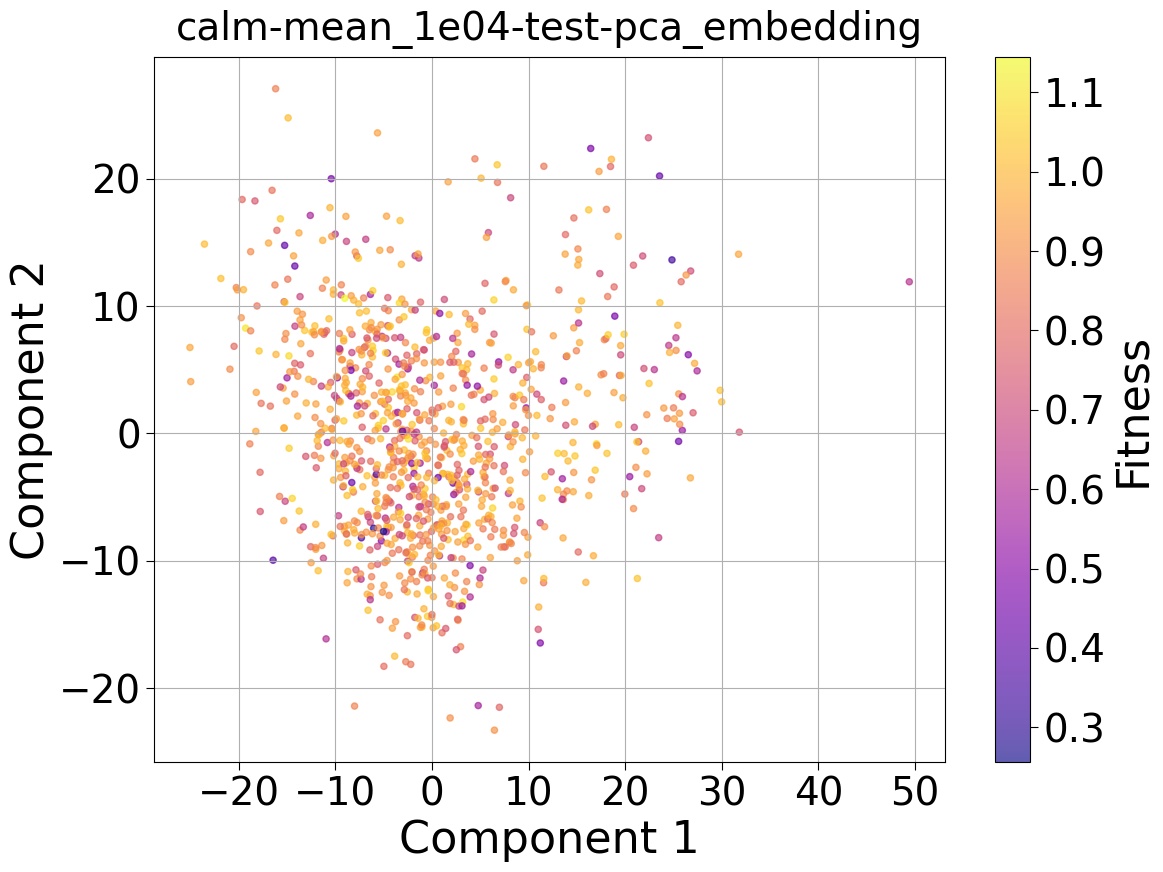 calm-mean_1e04-test-pca_embedding
Component 2
20
10
0
−10
−20
−20 −10 0 10 20 30 40 50
Component 1
1.1
1.0
0.9
0.8
0.7
0.6
0.5
0.4
0.3
Fitness